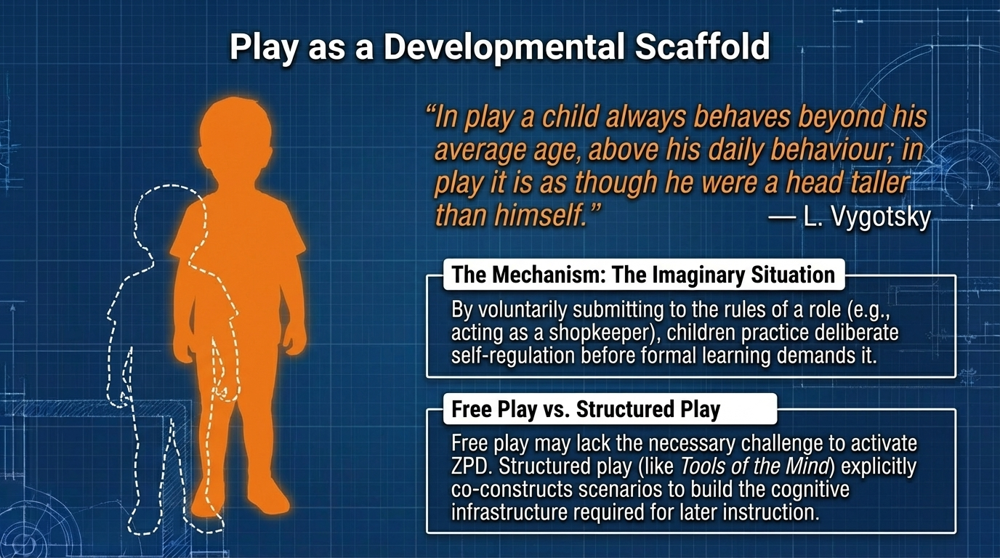 Play as a Developmental Scaffold
“In play a child always behaves beyond his
average age, above his daily behaviour; in
play it is as though he were a head taller
than himself.”
— L. Vygotsky
The Mechanism: The Imaginary Situation
By voluntarily submitting to the rules of a role (e.g.,
acting as a shopkeeper), children practice deliberate
self-regulation before formal learning demands it.
Free Play vs. Structured Play
Free play may lack the necessary challenge to activate
ZPD. Structured play (like Tools of the Mind) explicitly
co-constructs scenarios to build the cognitive
infrastructure required for later instruction.